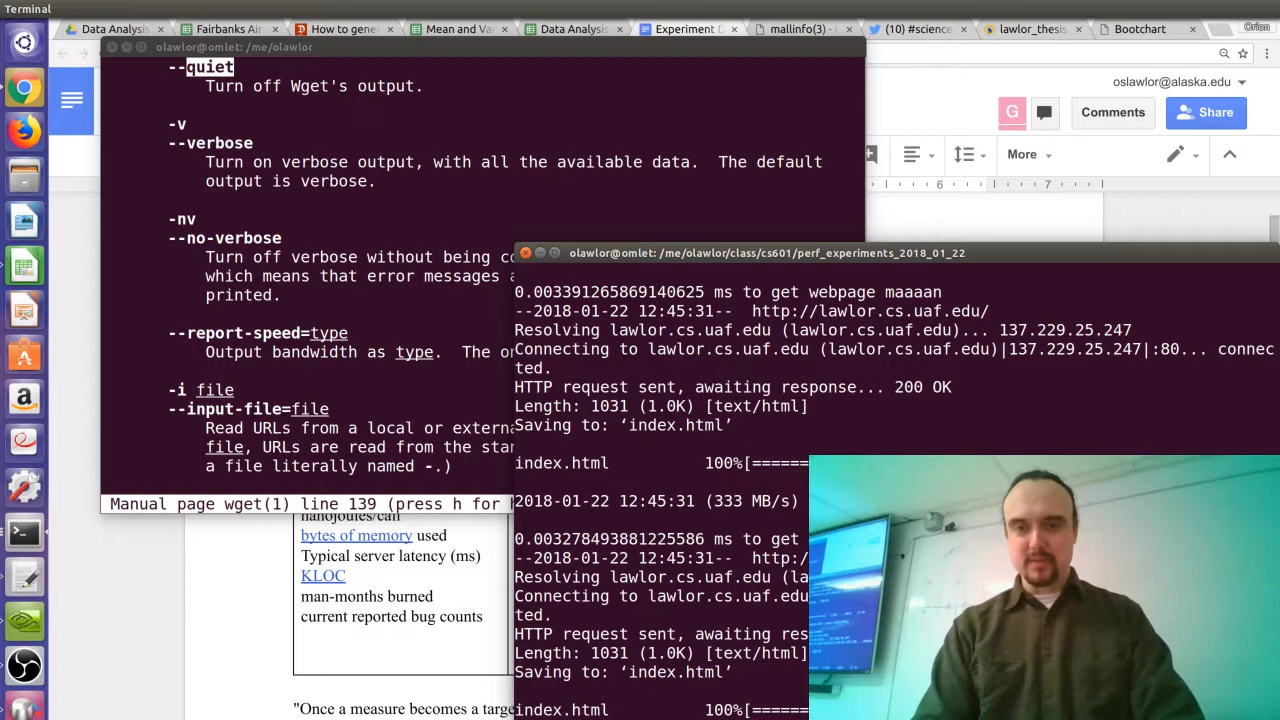 Terminal
Data Analysis
Fairbanks Air
How to gener
Mean and Var
Data Analysis
Experiment D
mallinfo(3) - L
(10) #science
lawlor_thesis
Bootchart
Orion
olawlor@omlet: /me/olawlor
--quiet
Turn off Wget's output.
-v
--verbose
Turn on verbose output, with all the available data.  The default
output is verbose.
-nv
--no-verbose
Turn off verbose without being co
which means that error messages a
printed.
--report-speed=type
Output bandwidth as type.  The on
-i file
--input-file=file
Read URLs from a local or externa
file, URLs are read from the stan
a file literally named -.)
Manual page wget(1) line 139 (press h for h
oslawlor@alaska.edu
G
Comments
Share
More
6
7
olawlor@omlet: /me/olawlor/class/cs601/perf_experiments_2018_01_22
0.003391265869140625 ms to get webpage maaaan
--2018-01-22 12:45:31--  http://lawlor.cs.uaf.edu/
Resolving lawlor.cs.uaf.edu (lawlor.cs.uaf.edu)... 137.229.25.247
Connecting to lawlor.cs.uaf.edu (lawlor.cs.uaf.edu)|137.229.25.247|:80... connec
ted.
HTTP request sent, awaiting response... 200 OK
Length: 1031 (1.0K) [text/html]
Saving to: ‘index.html’
index.html          100%[======
2018-01-22 12:45:31 (333 MB/s)
0.003278493881225586 ms to get
--2018-01-22 12:45:31--  http:/
Resolving lawlor.cs.uaf.edu (la
Connecting to lawlor.cs.uaf.edu
ted.
HTTP request sent, awaiting res
Length: 1031 (1.0K) [text/html]
Saving to: ‘index.html’
index.html          100%[======
nanojoules/call
bytes of memory used
Typical server latency (ms)
KLOC
man-months burned
current reported bug counts
"Once a measure becomes a targe